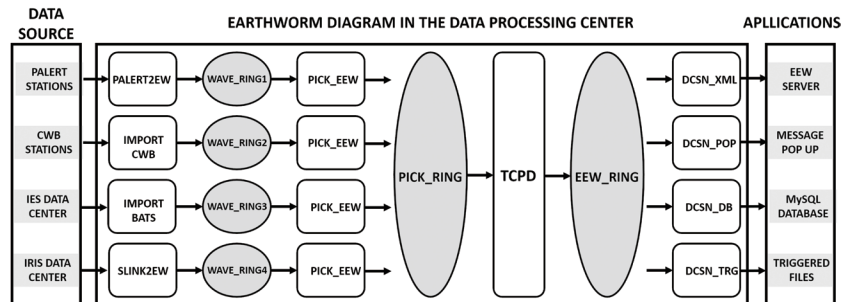 DATA
SOURCE
EARTHWORM DIAGRAM IN THE DATA PROCESSING CENTER
APLLICATIONS
PALERT
STATIONS
PALERT2EW
WAVE_RING1
PICK_EEW
DCSN_XML
EEW
SERVER
CWB
STATIONS
IMPORT
CWB
WAVE_RING2
PICK_EEW
DCSN_POP
MESSAGE
POP UP
PICK_RING
TCPD
EEW_RING
IES DATA
CENTER
IMPORT
BATS
WAVE_RING3
PICK_EEW
DCSN_DB
MySQL
DATABASE
IRIS DATA
CENTER
SLINK2EW
WAVE_RING4
PICK_EEW
DCSN_TRG
TRIGGERED
FILES